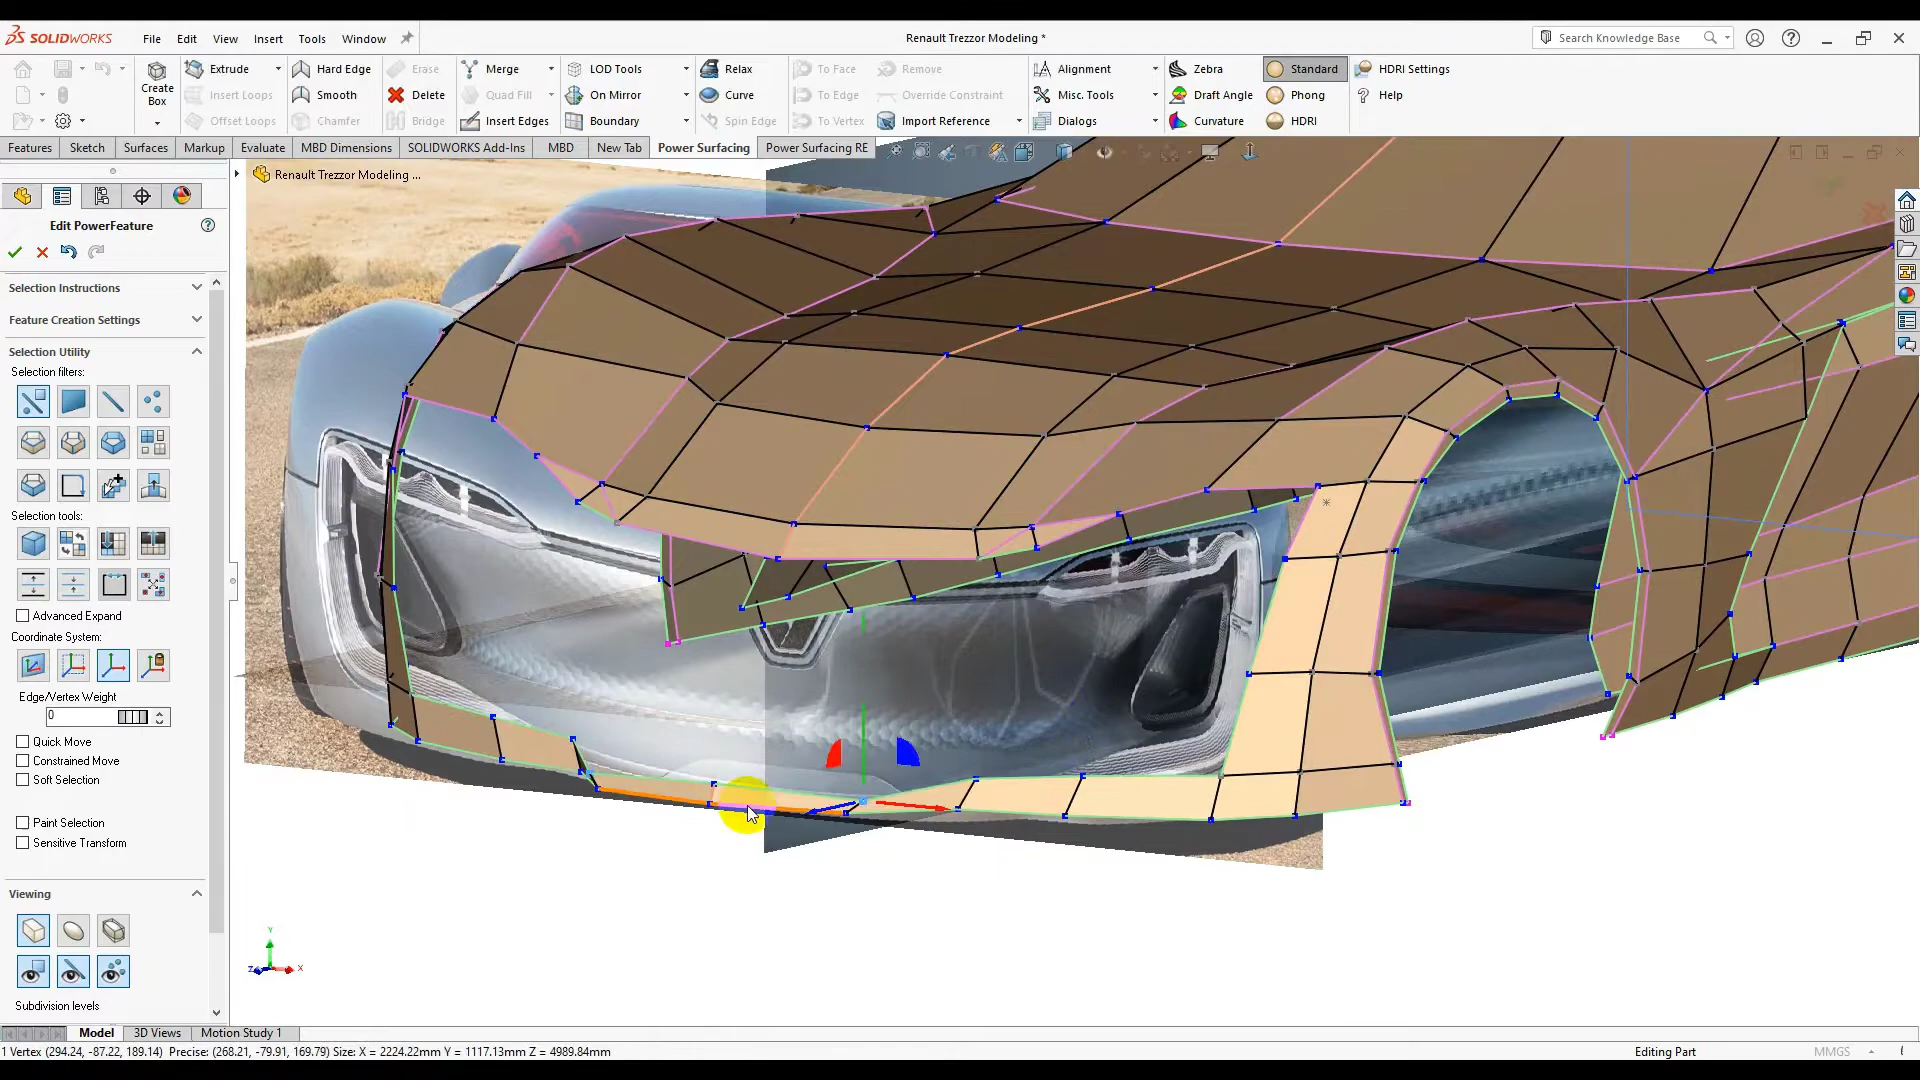 SOLIDWORKS File Edit View Insert Tools Window Renault Trezzor Modeling * Search Knowledge Base
Create Box
Extrude Hard Edge Erase Merge LOD Tools Relax To Face Remove Alignment Zebra Standard HDRI Settings
Insert Loops Smooth Delete Quad Fill On Mirror Curve To Edge Override Constraint Misc. Tools Draft Angle Phong Help
Offset Loops Chamfer Bridge Insert Edges Boundary Spin Edge To Vertex Import Reference Dialogs Curvature HDRI
Features Sketch Surfaces Markup Evaluate MBD Dimensions SOLIDWORKS Add-Ins MBD New Tab Power Surfacing Power Surfacing RE
Renault Trezzor Modeling ...
Edit PowerFeature
Selection Instructions
Feature Creation Settings
Selection Utility
Selection filters:
Selection tools:
Advanced Expand
Coordinate System:
Edge/Vertex Weight
0
Quick Move
Constrained Move
Soft Selection
Paint Selection
Sensitive Transform
Viewing
Subdivision levels
Y
Z X
Model 3D Views Motion Study 1
1 Vertex (294.24, -87.22, 189.14) Precise: (268.21, -79.91, 169.79) Size: X = 2224.22mm Y = 1117.13mm Z = 4989.84mm Editing Part MMGS